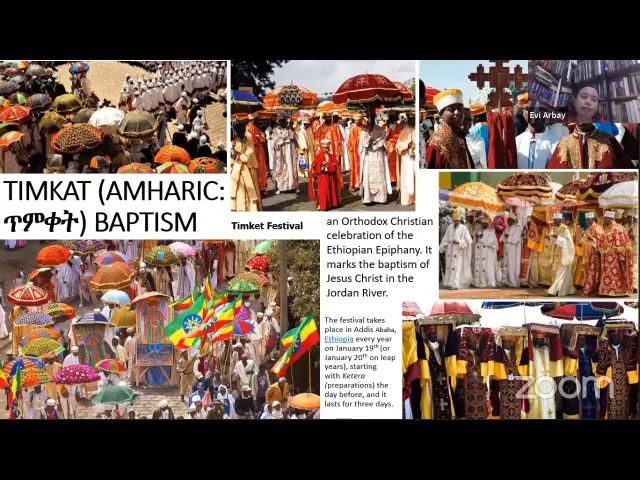 Evi Arbay
TIMKAT (AMHARIC:
ጥምቀት) BAPTISM
Timket Festival
an Orthodox Christian
celebration of the
Ethiopian Epiphany. It
marks the baptism of
Jesus Christ in the
Jordan River.
The festival takes
place in Addis Ababa,
Ethiopia every year
on January 19th (or
January 20th on leap
years), starting
with Ketera
/preparations) the
day before, and it
lasts for three days.
zoom